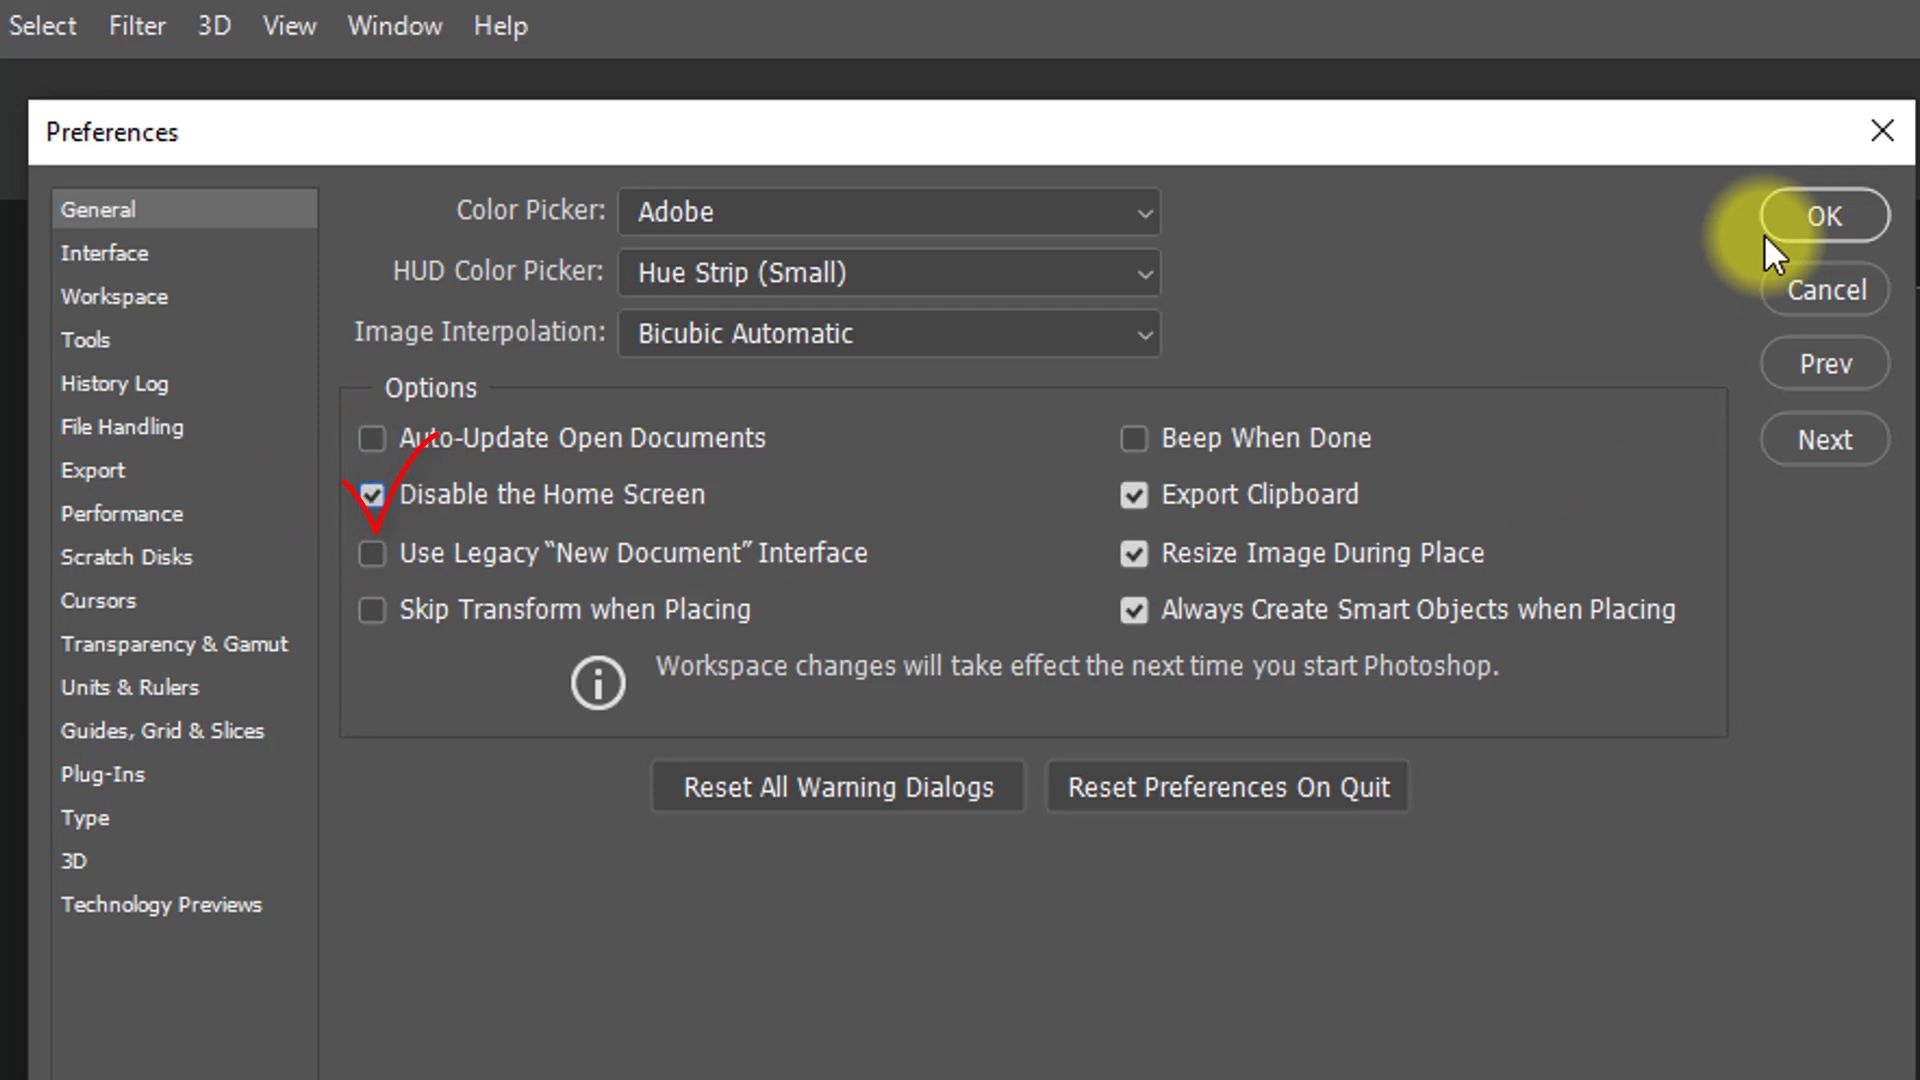 Select Filter 3D View Window Help
Preferences
General
Interface
Workspace
Tools
History Log
File Handling
Export
Performance
Scratch Disks
Cursors
Transparency & Gamut
Units & Rulers
Guides, Grid & Slices
Plug-Ins
Type
3D
Technology Previews
Color Picker: Adobe
HUD Color Picker: Hue Strip (Small)
Image Interpolation: Bicubic Automatic
Options
Auto-Update Open Documents
Disable the Home Screen
Use Legacy “New Document” Interface
Skip Transform when Placing
Beep When Done
Export Clipboard
Resize Image During Place
Always Create Smart Objects when Placing
Workspace changes will take effect the next time you start Photoshop.
Reset All Warning Dialogs Reset Preferences On Quit
OK
Cancel
Prev
Next